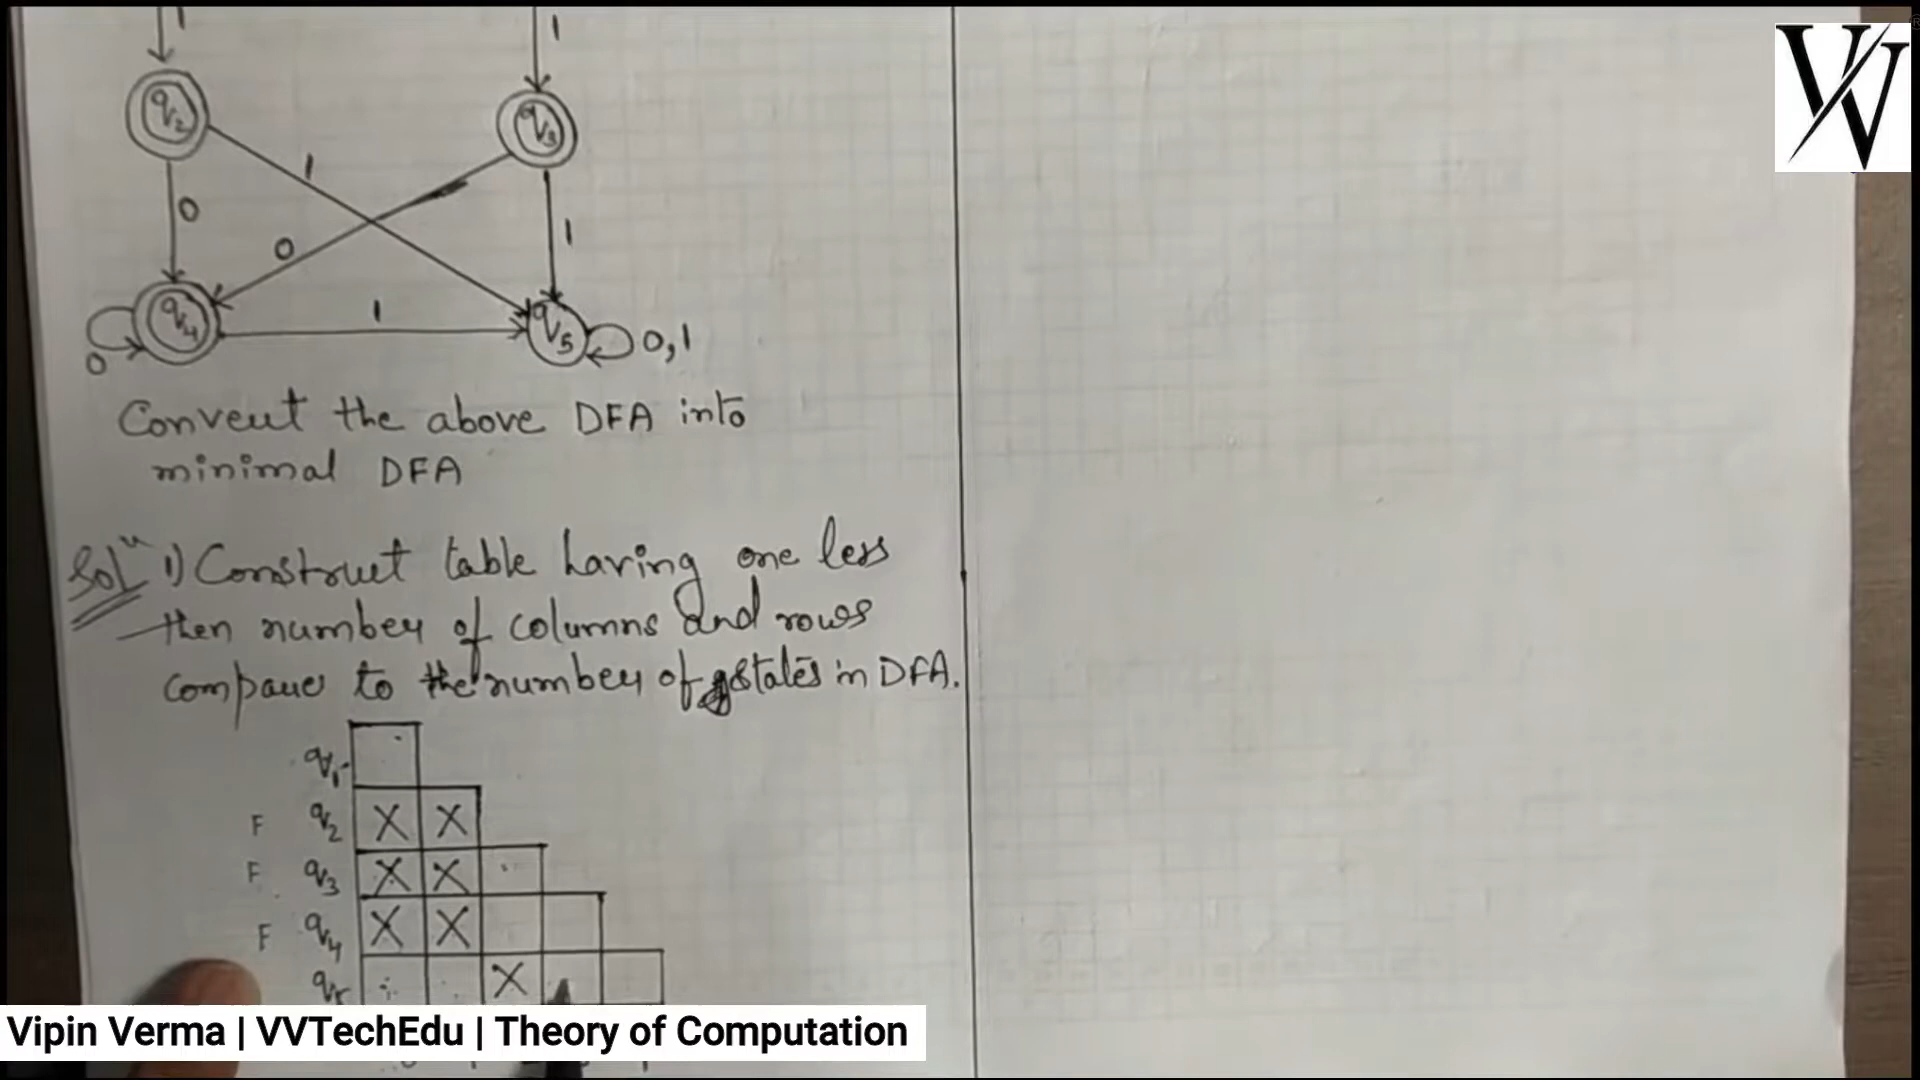 1 1
q2 q3
1
0 0 1
q4 1 q5 0,1
0
Convert the above DFA into
minimal DFA
Soln 1) Construct table having one less
then number of columns and rows
compare to the number of states in DFA.
q1
F q2 X X
F q3 X X
F q4 X X
q5 X
Vipin Verma | VVTechEdu | Theory of Computation
VV